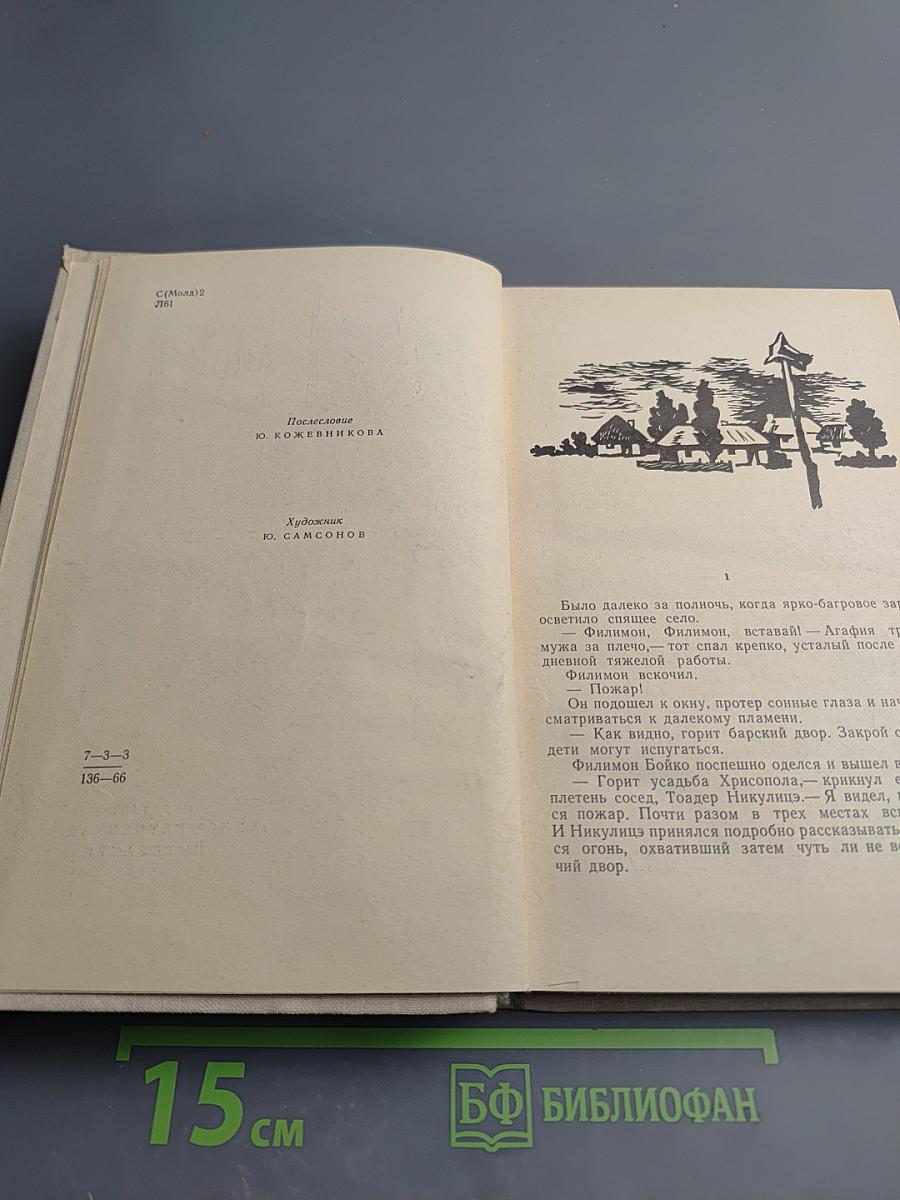 С(Молд)2
Л61
Послесловие
Ю. КОЖЕВНИКОВА
Художник
Ю. САМСОНОВ
7—3—3
136—66
1
Было далеко за полночь, когда ярко-багровое зар
осветило спящее село.
— Филимон, Филимон, вставай! — Агафия тр
мужа за плечо,— тот спал крепко, усталый после
дневной тяжелой работы.
Филимон вскочил.
— Пожар!
Он подошел к окну, протер сонные глаза и нач
сматриваться к далекому пламени.
— Как видно, горит барский двор. Закрой с
дети могут испугаться.
Филимон Бойко поспешно оделся и вышел в
— Горит усадьба Хрисопола,— крикнул е
плетень сосед, Тоадер Никулицэ.— Я видел,
ся пожар. Почти разом в трех местах всп
И Никулицэ принялся подробно рассказывать
ся огонь, охвативший затем чуть ли не ве
чий двор.
15 см
БФ БИБЛИОФАН